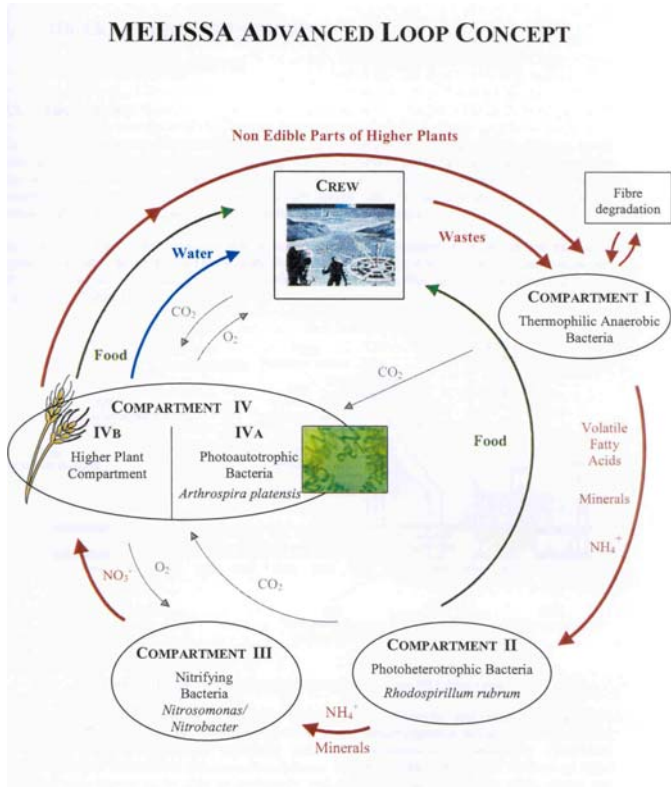 MELiSSA ADVANCED LOOP CONCEPT
Non Edible Parts of Higher Plants
CREW
Fibre
degradation
Wastes
Water
COMPARTMENT I
Thermophilic Anaerobic
Bacteria
CO₂
O₂
Food
CO₂
COMPARTMENT IV
IVB
Higher Plant
Compartment
IVA
Photoautotrophic
Bacteria
Arthrospira platensis
Food
Volatile
Fatty
Acids
Minerals
NH₄⁺
NO₃⁻
O₂
CO₂
COMPARTMENT III
Nitrifying
Bacteria
Nitrosomonas/
Nitrobacter
COMPARTMENT II
Photoheterotrophic Bacteria
Rhodospirillum rubrum
NH₄⁺
Minerals